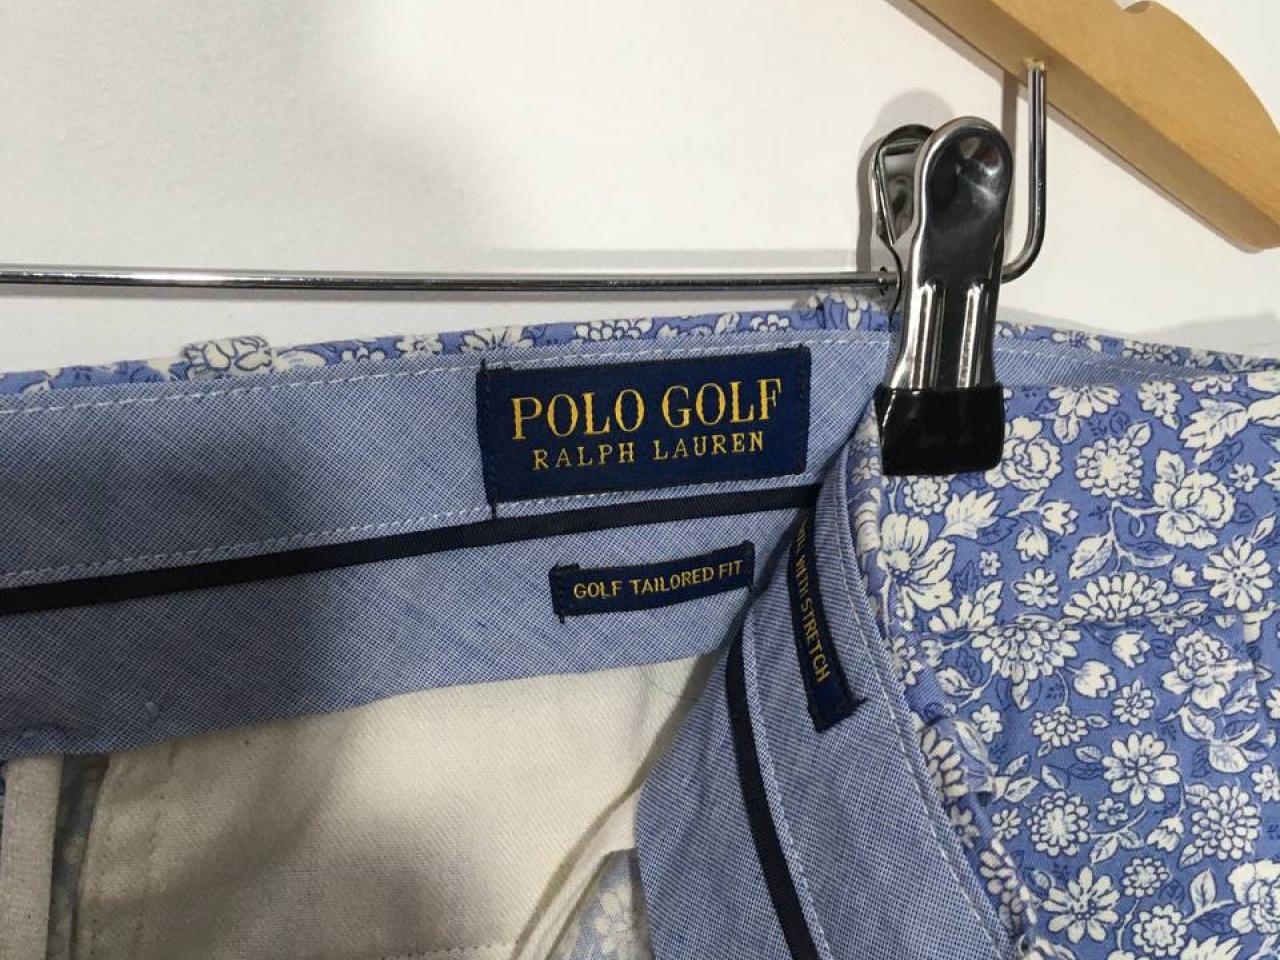 POLO GOLF
RALPH LAUREN
GOLF TAILORED FIT
WITH STRETCH